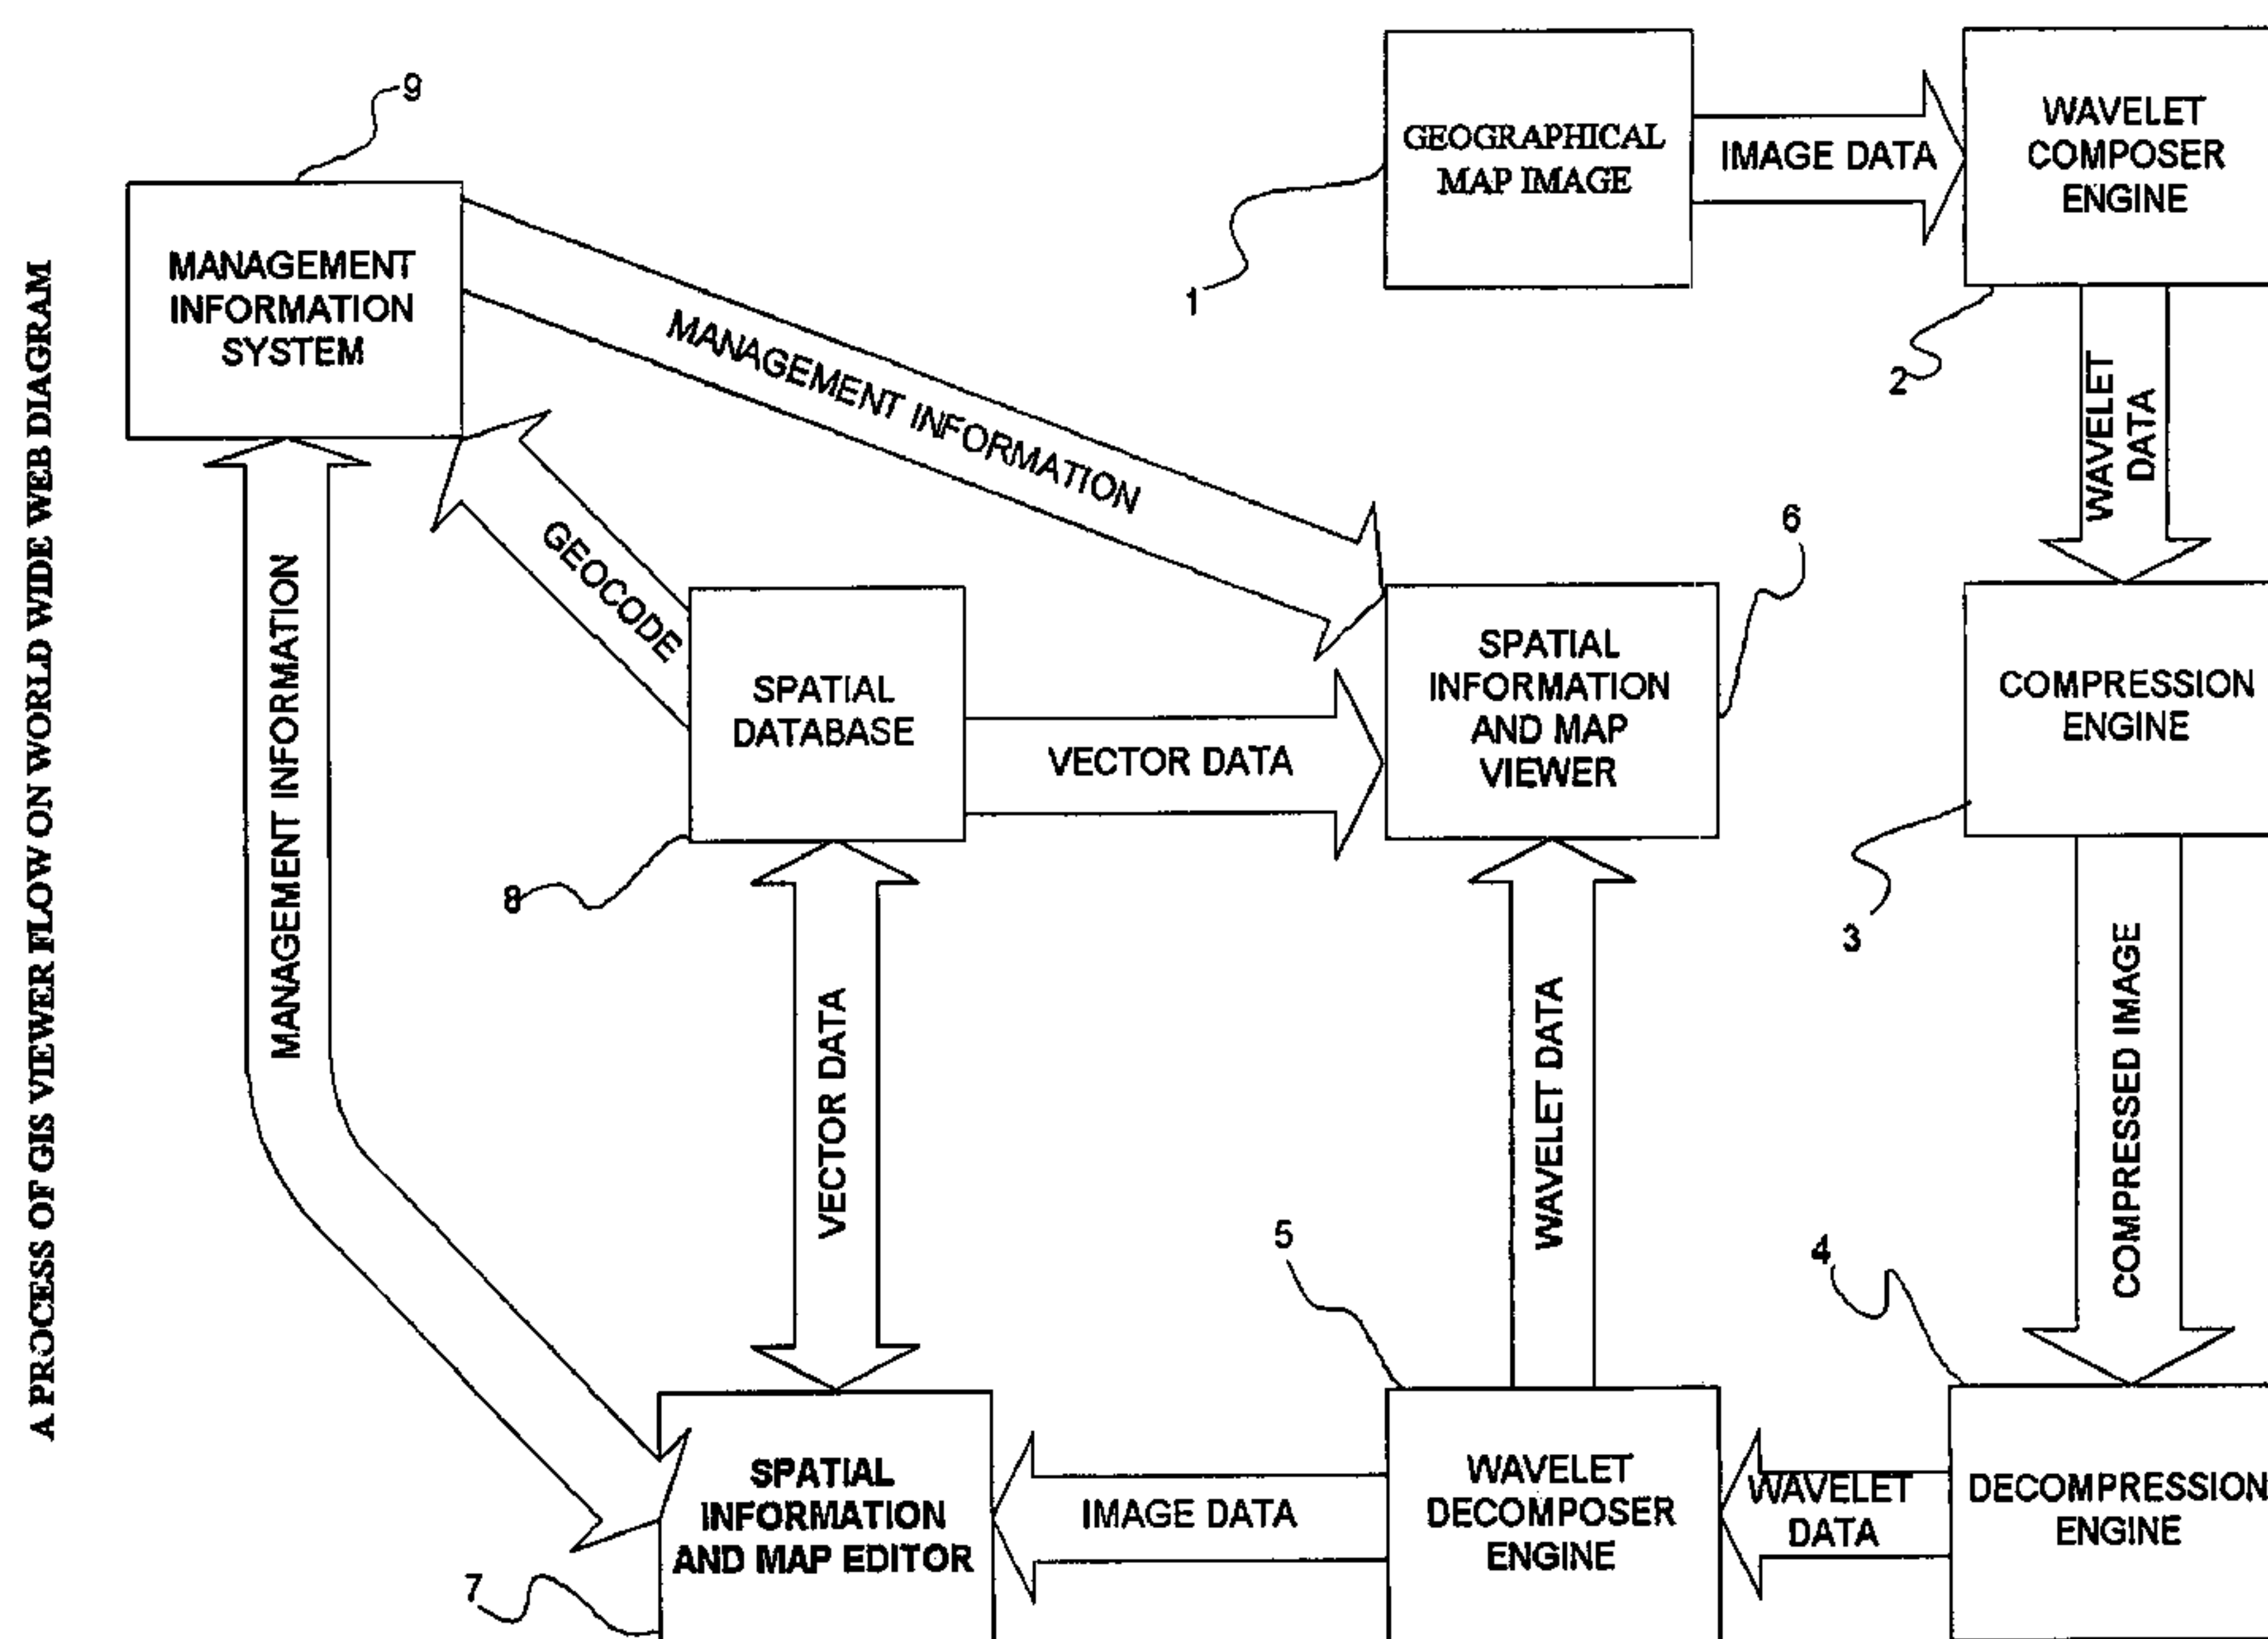 A PROCESS OF GIS VIEWER FLOW ON WORLD WIDE WEB DIAGRAM
9
MANAGEMENT
INFORMATION
SYSTEM
GEOGRAPHICAL
MAP IMAGE
1
IMAGE DATA
WAVELET
COMPOSER
ENGINE
2
MANAGEMENT INFORMATION
WAVELET
DATA
GEOCODE
MANAGEMENT INFORMATION
SPATIAL
DATABASE
8
VECTOR DATA
SPATIAL
INFORMATION
AND MAP
VIEWER
6
COMPRESSION
ENGINE
3
VECTOR DATA
WAVELET DATA
COMPRESSED IMAGE
5
4
SPATIAL
INFORMATION
AND MAP EDITOR
7
IMAGE DATA
WAVELET
DECOMPOSER
ENGINE
WAVELET
DATA
DECOMPRESSION
ENGINE